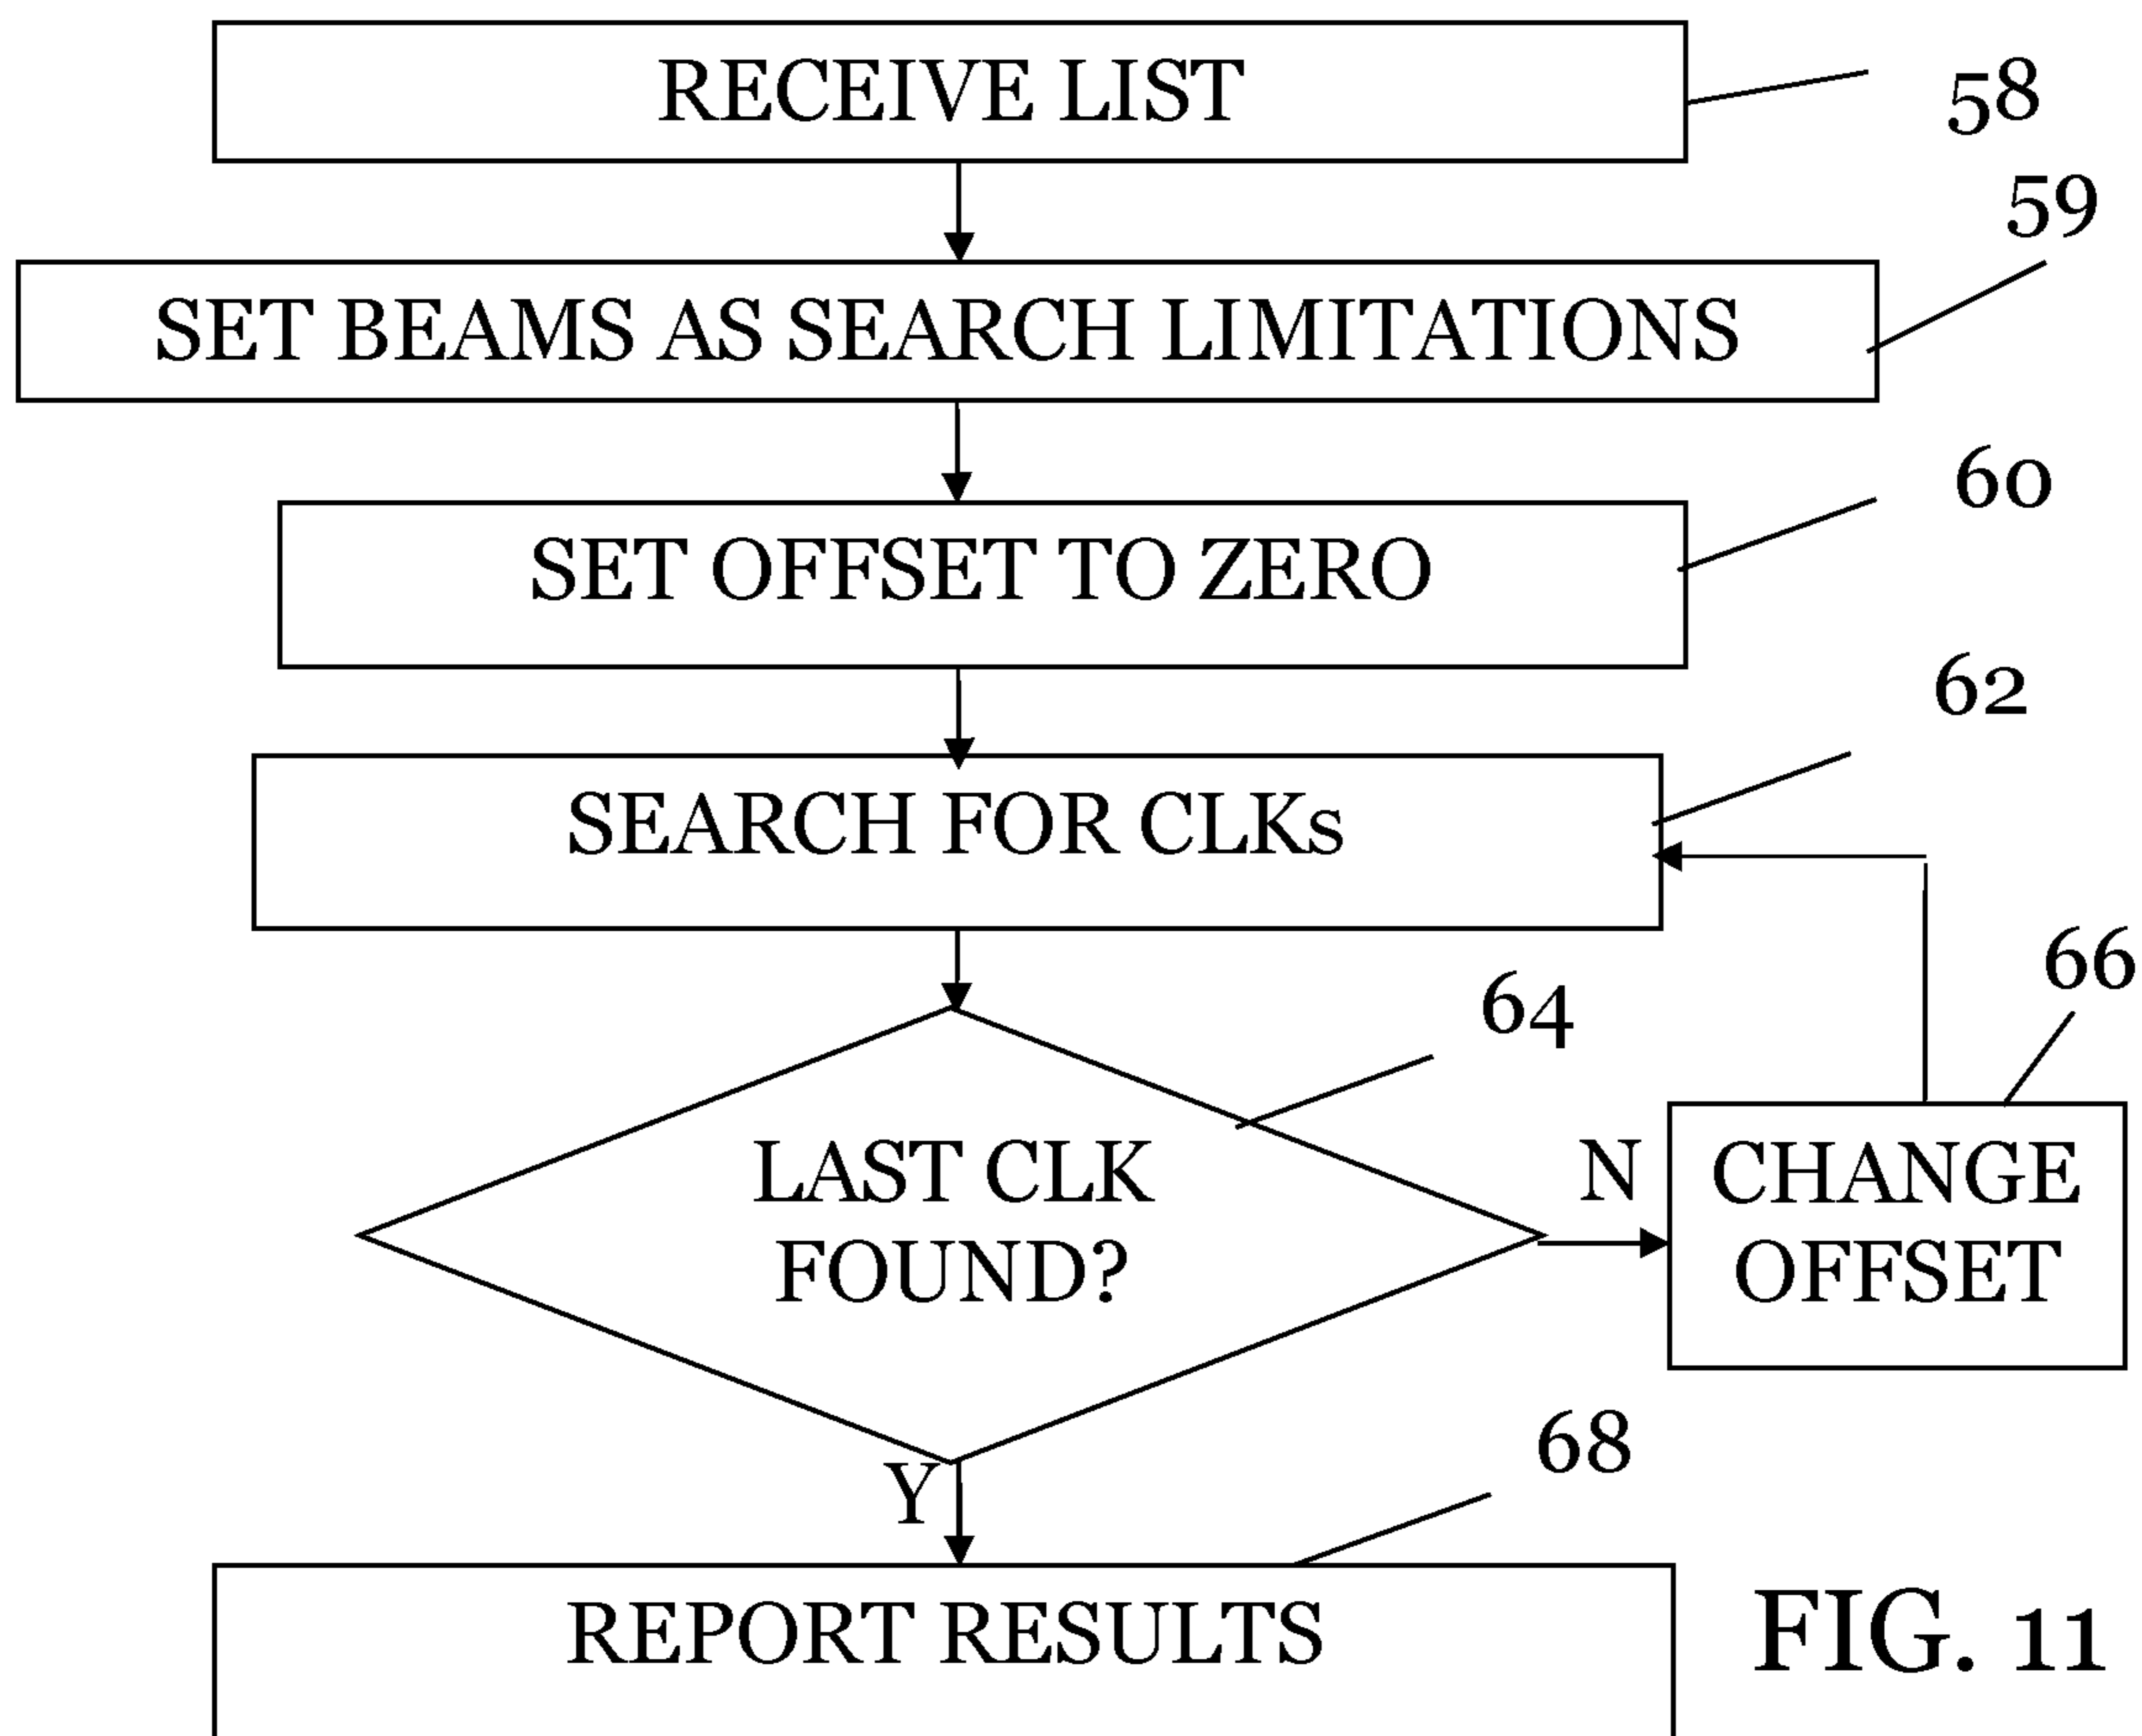 RECEIVE LIST
58
59
SET BEAMS AS SEARCH LIMITATIONS
60
SET OFFSET TO ZERO
62
SEARCH FOR CLKs
66
64
LAST CLK
FOUND?
N
CHANGE
OFFSET
68
Y
REPORT RESULTS
FIG. 11